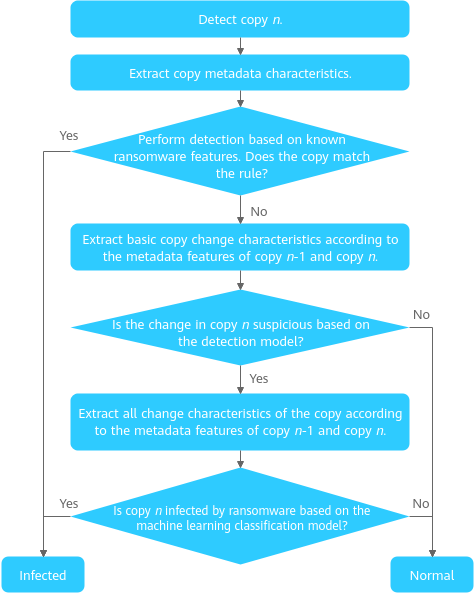 Detect copy n.
Extract copy metadata characteristics.
Yes
Perform detection based on known
ransomware features. Does the copy match
the rule?
No
Extract basic copy change characteristics according to
the metadata features of copy n-1 and copy n.
No
Is the change in copy n suspicious based on
the detection model?
Yes
Extract all change characteristics of the copy according
to the metadata features of copy n-1 and copy n.
Yes
No
Is copy n infected by ransomware based on the
machine learning classification model?
Infected
Normal